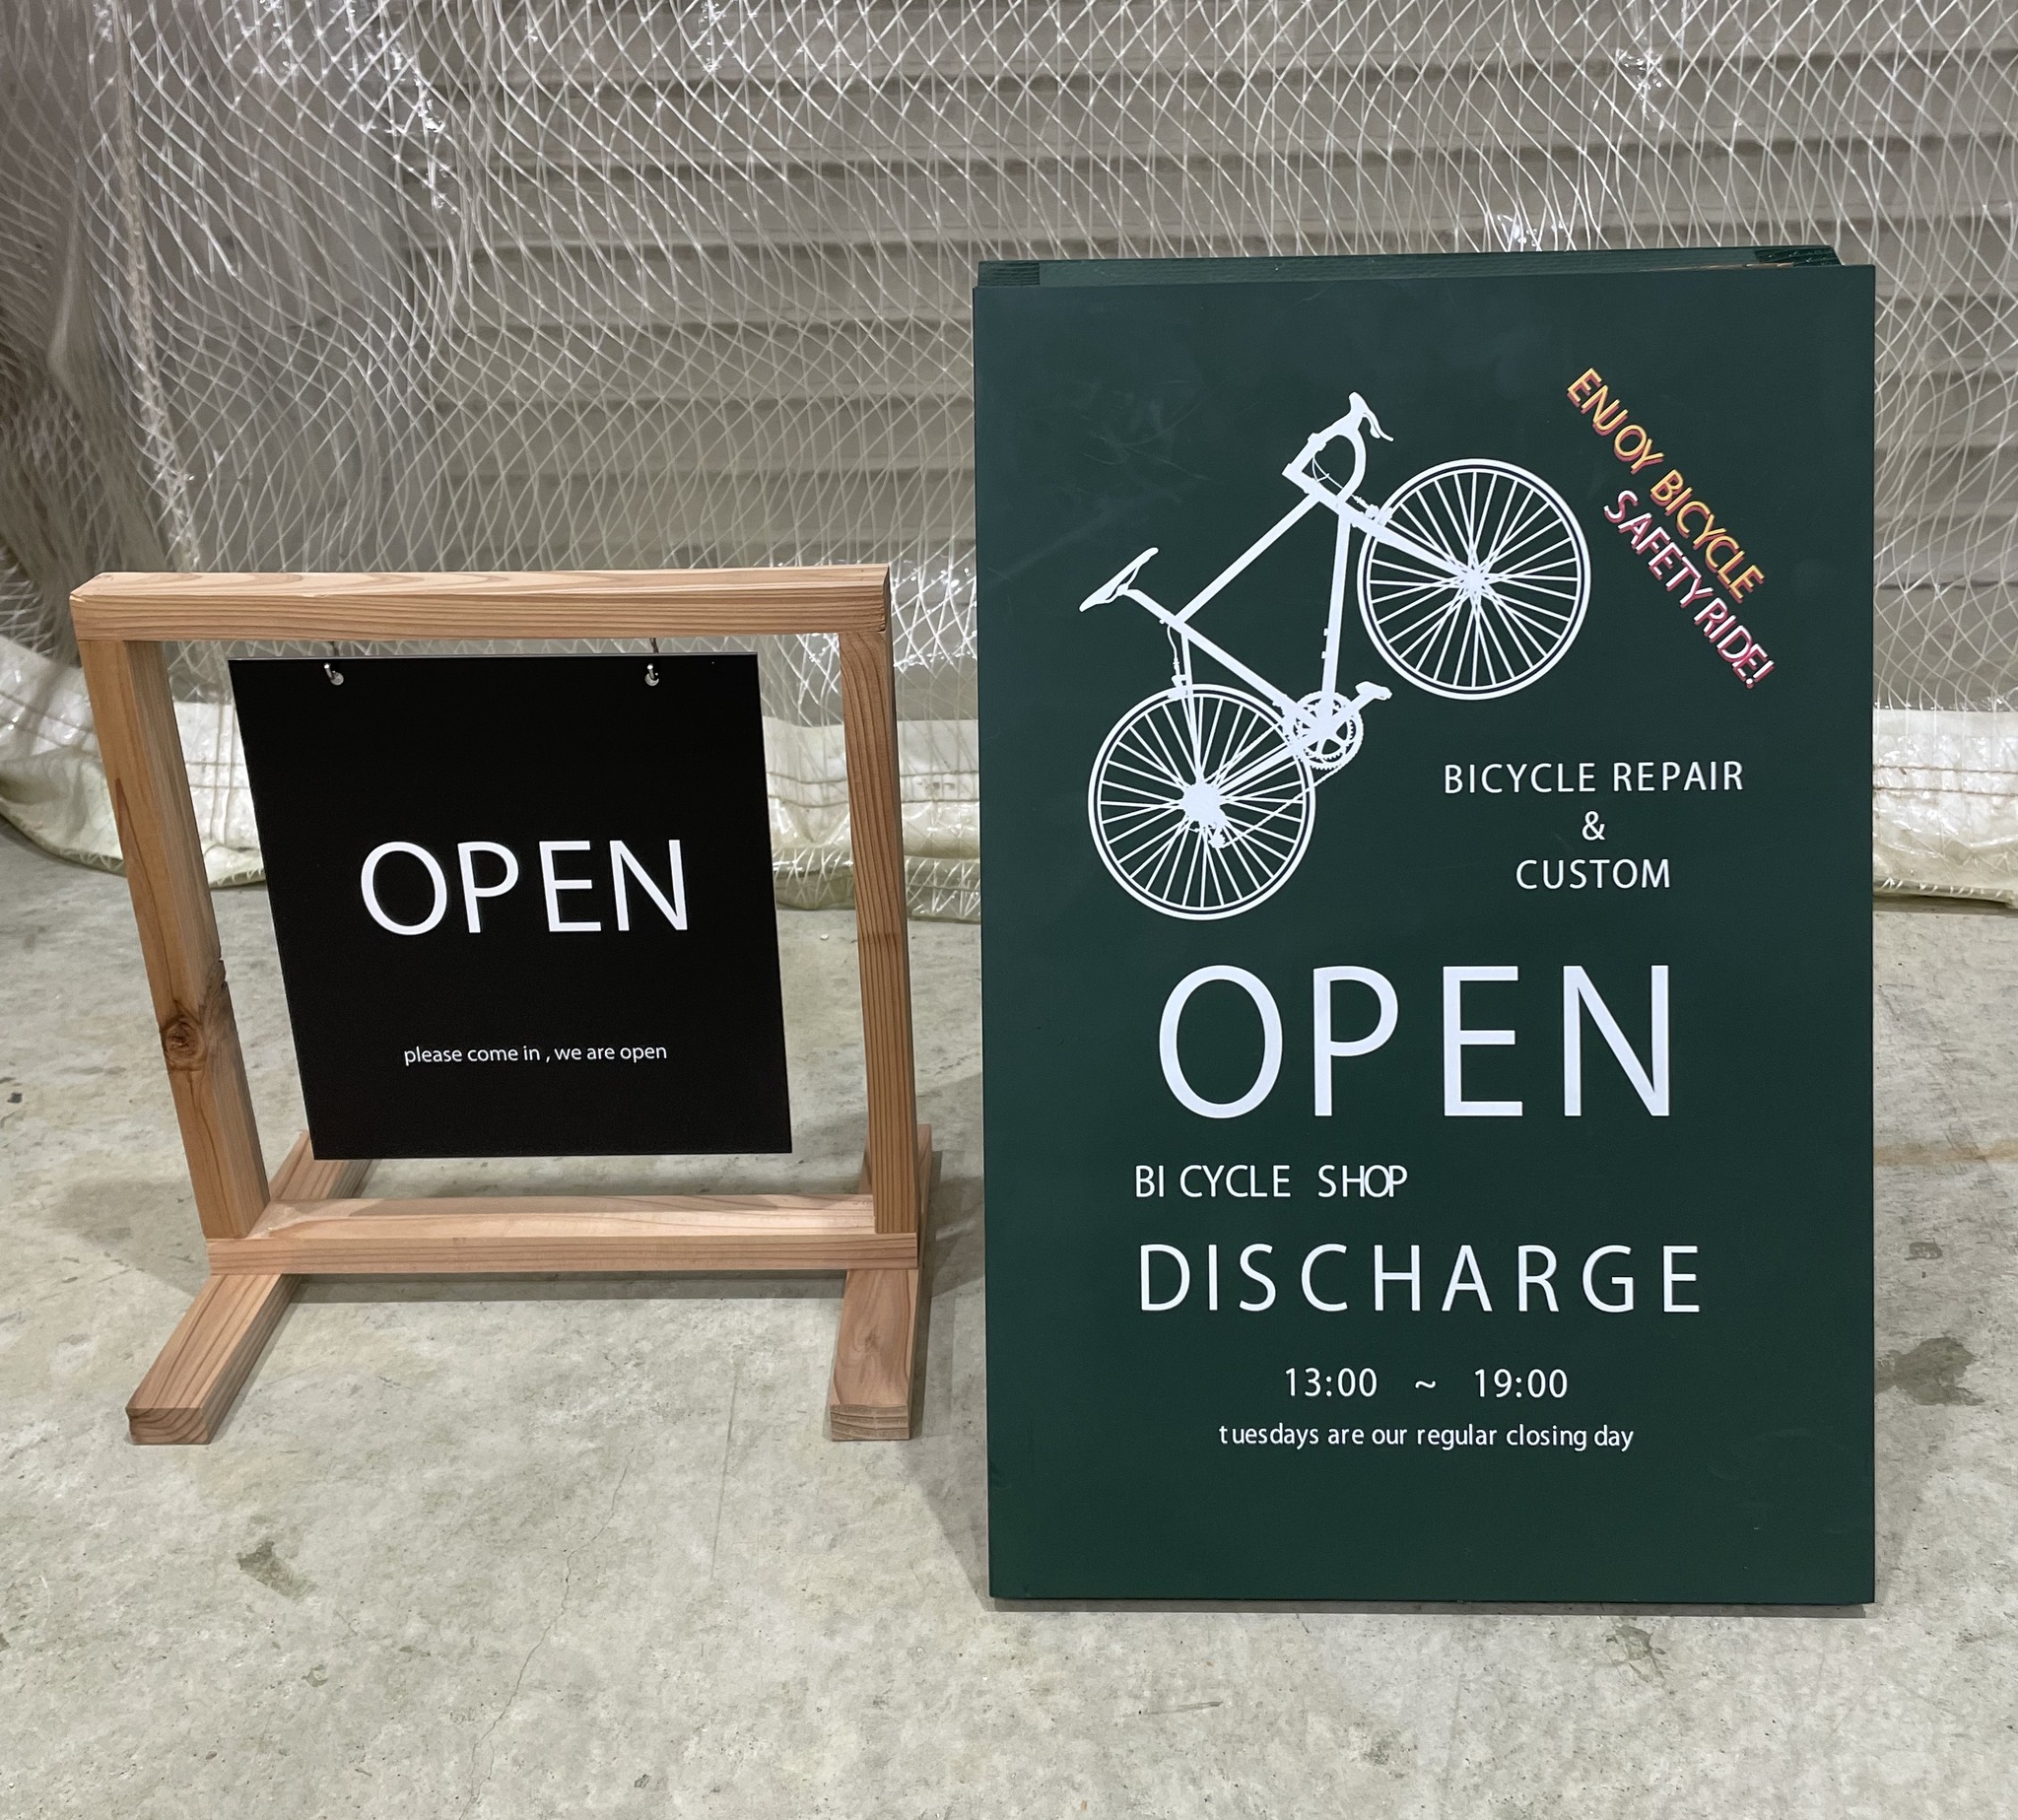 OPEN
please come in , we are open
ENJOY BICYCLE
SAFETY RIDE!
BICYCLE REPAIR
&
CUSTOM
OPEN
BI CYCLE SHOP
DISCHARGE
13:00 ~ 19:00
tuesdays are our regular closing day